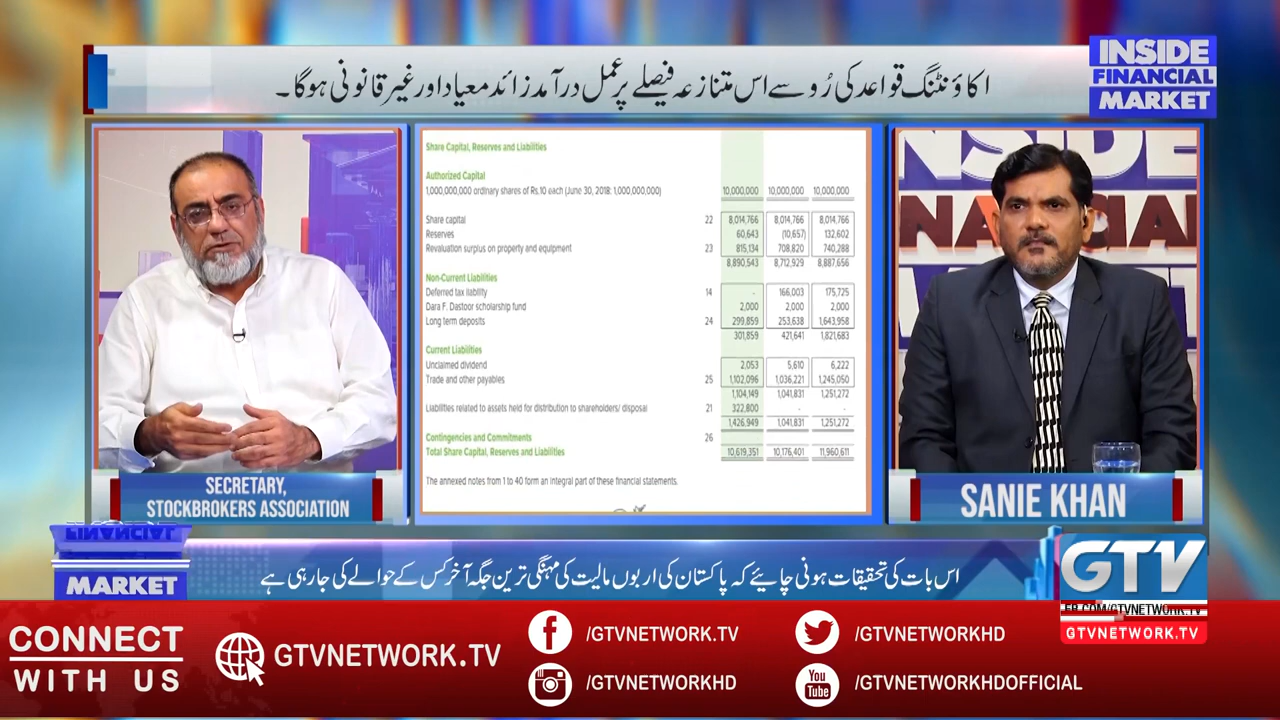 اکاؤنٹنگ قواعد کی رُو سے اس متنازعہ فیصلے پر عمل درآمد زائد معیاد اور غیر قانونی ہوگا۔
INSIDE
FINANCIAL
MARKET
Share Capital, Reserves and Liabilities
Authorized Capital
1,000,000,000 ordinary shares of Rs.10 each (June 30, 2018: 1,000,000,000) 10,000,000 10,000,000 10,000,000
Share capital 22 8,014,766 8,014,766 8,014,766
Reserves 60,643 (10,657) 132,602
Revaluation surplus on property and equipment 23 815,134 708,820 740,288
8,890,543 8,712,929 8,887,656
Non-Current Liabilities
Deferred tax liability 14 - 166,003 175,725
Dara F. Dastoor scholarship fund 2,000 2,000 2,000
Long term deposits 24 299,859 253,638 1,643,958
301,859 421,641 1,821,683
Current Liabilities
Unclaimed dividend 2,053 5,610 6,222
Trade and other payables 25 1,102,096 1,036,221 1,245,050
1,104,149 1,041,831 1,251,272
Liabilities related to assets held for distribution to shareholders/ disposal 21 322,800 - -
1,426,949 1,041,831 1,251,272
Contingencies and Commitments 26
Total Share Capital, Reserves and Liabilities 10,619,351 10,176,401 11,960,611
The annexed notes from 1 to 40 form an integral part of these financial statements.
NSIDE
NANCIAL
SECRETARY,
STOCKBROKERS ASSOCIATION
SANIE KHAN
FINANCIAL
MARKET
اس بات کی تحقیقات ہونی چاہئے کہ پاکستان کی اربوں مالیت کی مہنگی ترین جگہ آخر کس کے حوالے کی جا رہی ہے
GTV
FB.COM/GTVNETWORK.TV
GTVNETWORK.TV
CONNECT
WITH US
GTVNETWORK.TV
/GTVNETWORK.TV
/GTVNETWORKHD
/GTVNETWORKHD
You
Tube
/GTVNETWORKHDOFFICIAL